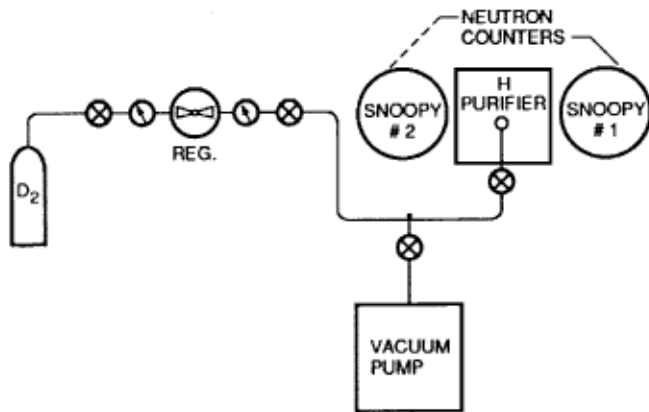 NEUTRON
COUNTERS
SNOOPY
# 2
H
PURIFIER
SNOOPY
# 1
REG.
D2
VACUUM
PUMP